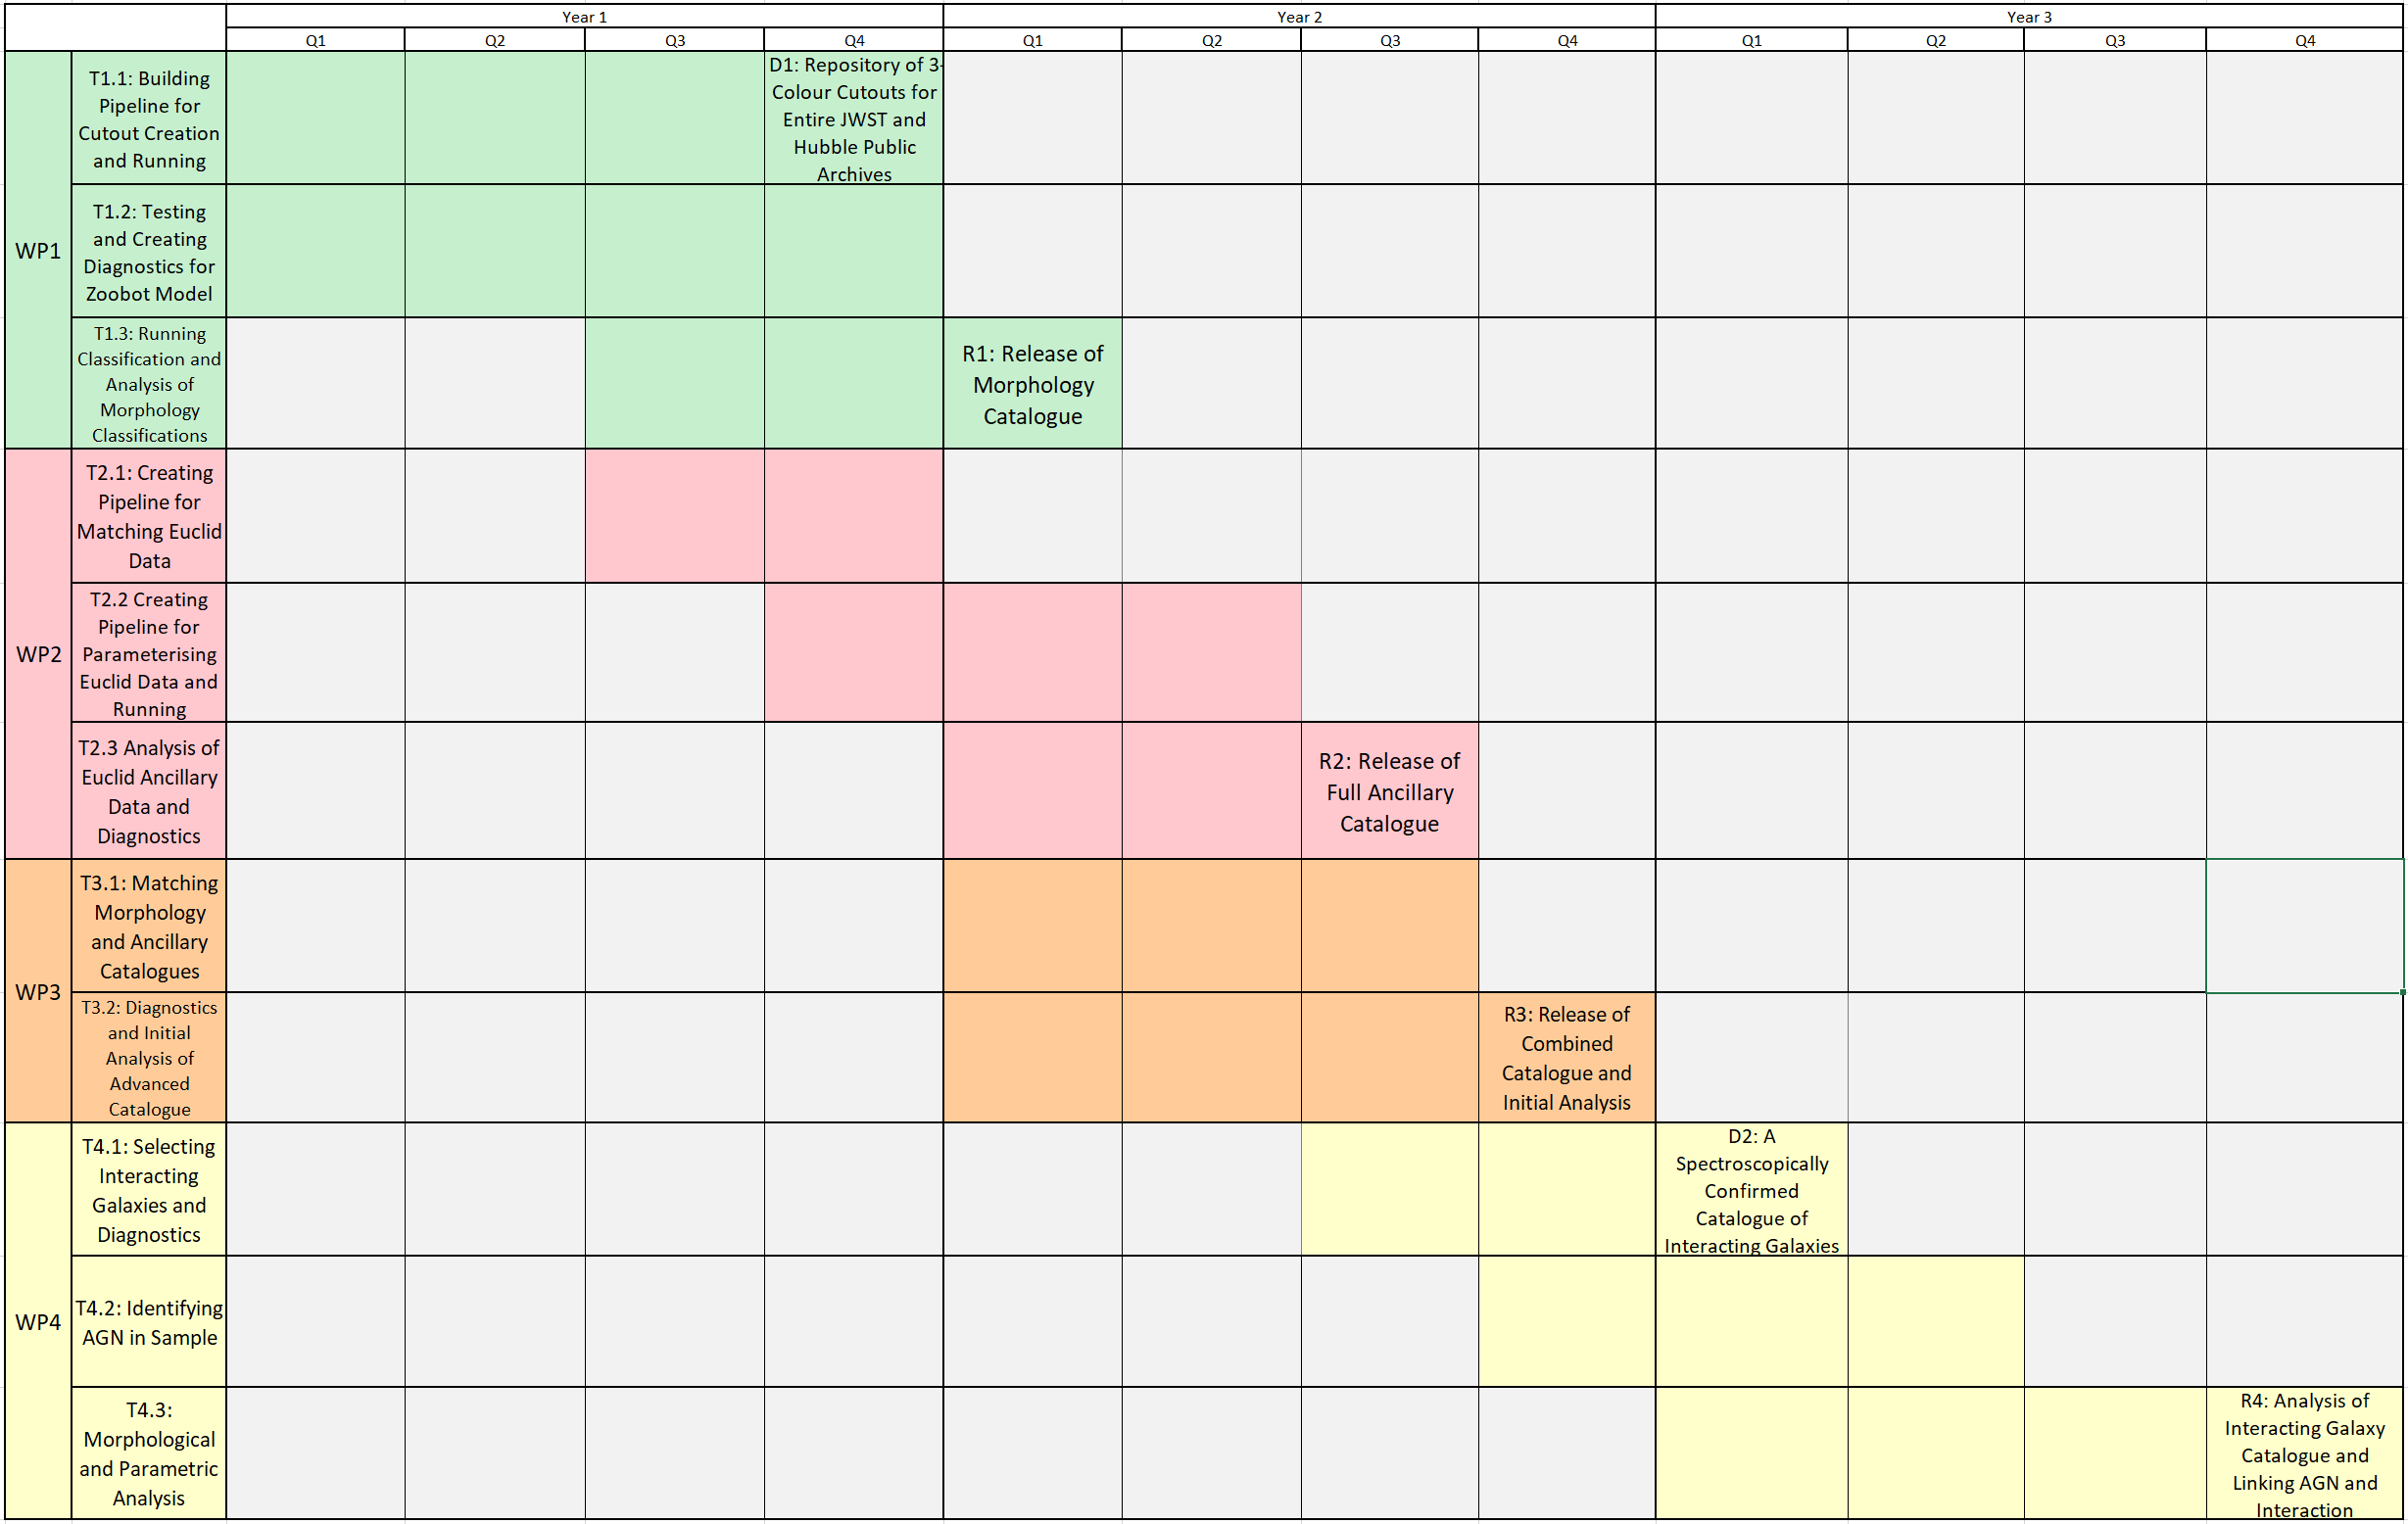 Year 1
Year 2
Year 3
Q1
Q2
Q3
Q4
Q1
Q2
Q3
Q4
Q1
Q2
Q3
Q4
WP1
T1.1: Building
Pipeline for
Cutout Creation
and Running
D1: Repository of 3-
Colour Cutouts for
Entire JWST and
Hubble Public
Archives
T1.2: Testing
and Creating
Diagnostics for
Zoobot Model
T1.3: Running
Classification and
Analysis of
Morphology
Classifications
R1: Release of
Morphology
Catalogue
WP2
T2.1: Creating
Pipeline for
Matching Euclid
Data
T2.2 Creating
Pipeline for
Parameterising
Euclid Data and
Running
T2.3 Analysis of
Euclid Ancillary
Data and
Diagnostics
R2: Release of
Full Ancillary
Catalogue
WP3
T3.1: Matching
Morphology
and Ancillary
Catalogues
T3.2: Diagnostics
and Initial
Analysis of
Advanced
Catalogue
R3: Release of
Combined
Catalogue and
Initial Analysis
WP4
T4.1: Selecting
Interacting
Galaxies and
Diagnostics
D2: A
Spectroscopically
Confirmed
Catalogue of
Interacting Galaxies
T4.2: Identifying
AGN in Sample
T4.3:
Morphological
and Parametric
Analysis
R4: Analysis of
Interacting Galaxy
Catalogue and
Linking AGN and
Interaction